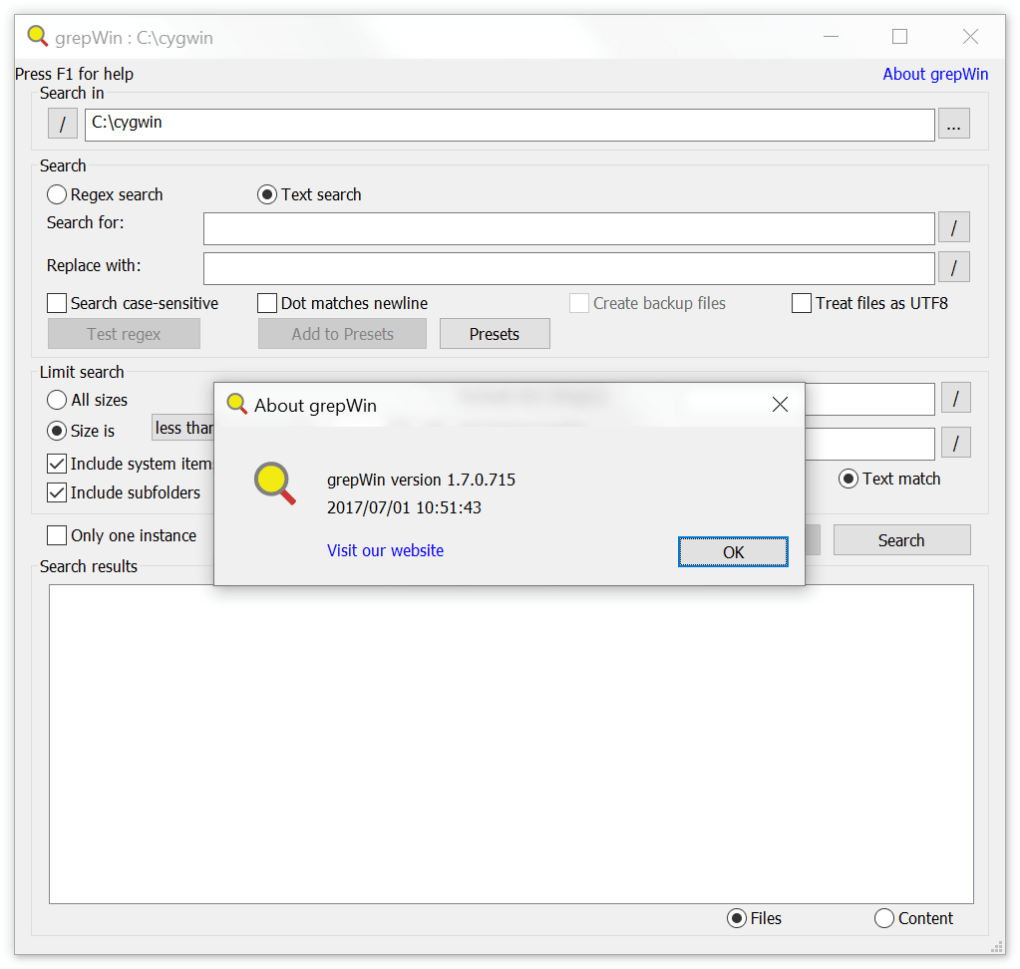 grepWin : C:\cygwin
Press F1 for help About grepWin
Search in
/ C:\cygwin ...
Search
Regex search Text search
Search for: /
Replace with: /
Search case-sensitive Dot matches newline Create backup files Treat files as UTF8
Test regex Add to Presets Presets
Limit search
All sizes /
Size is less than /
Include system items
Include subfolders Text match
About grepWin
grepWin version 1.7.0.715
2017/07/01 10:51:43
Visit our website OK
Only one instance Search
Search results
Files Content